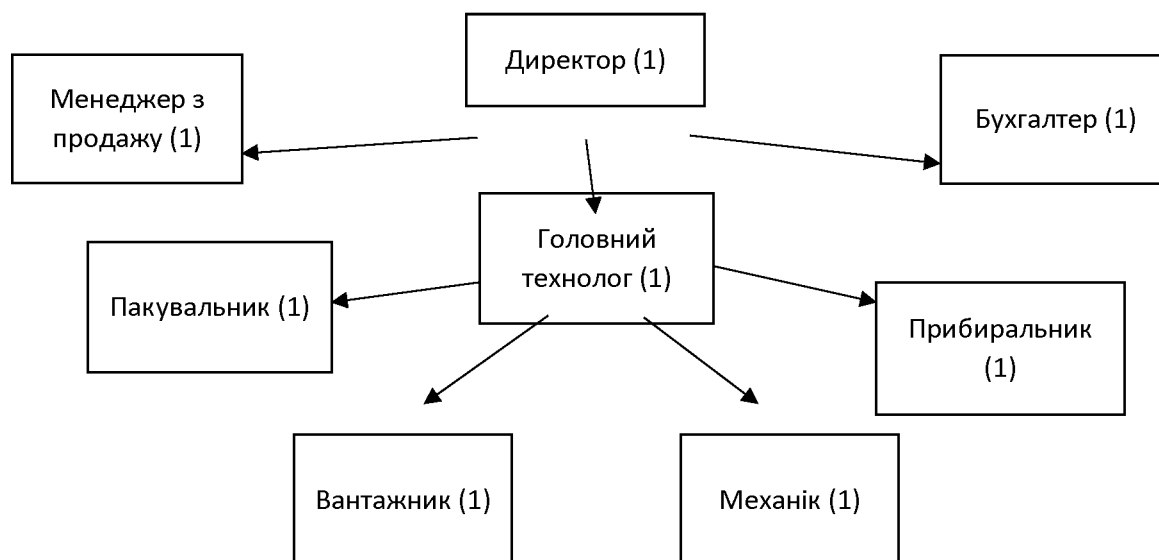 Директор (1)
Менеджер з
продажу (1)
Бухгалтер (1)
Головний
технолог (1)
Пакувальник (1)
Прибиральник
(1)
Вантажник (1)
Механік (1)